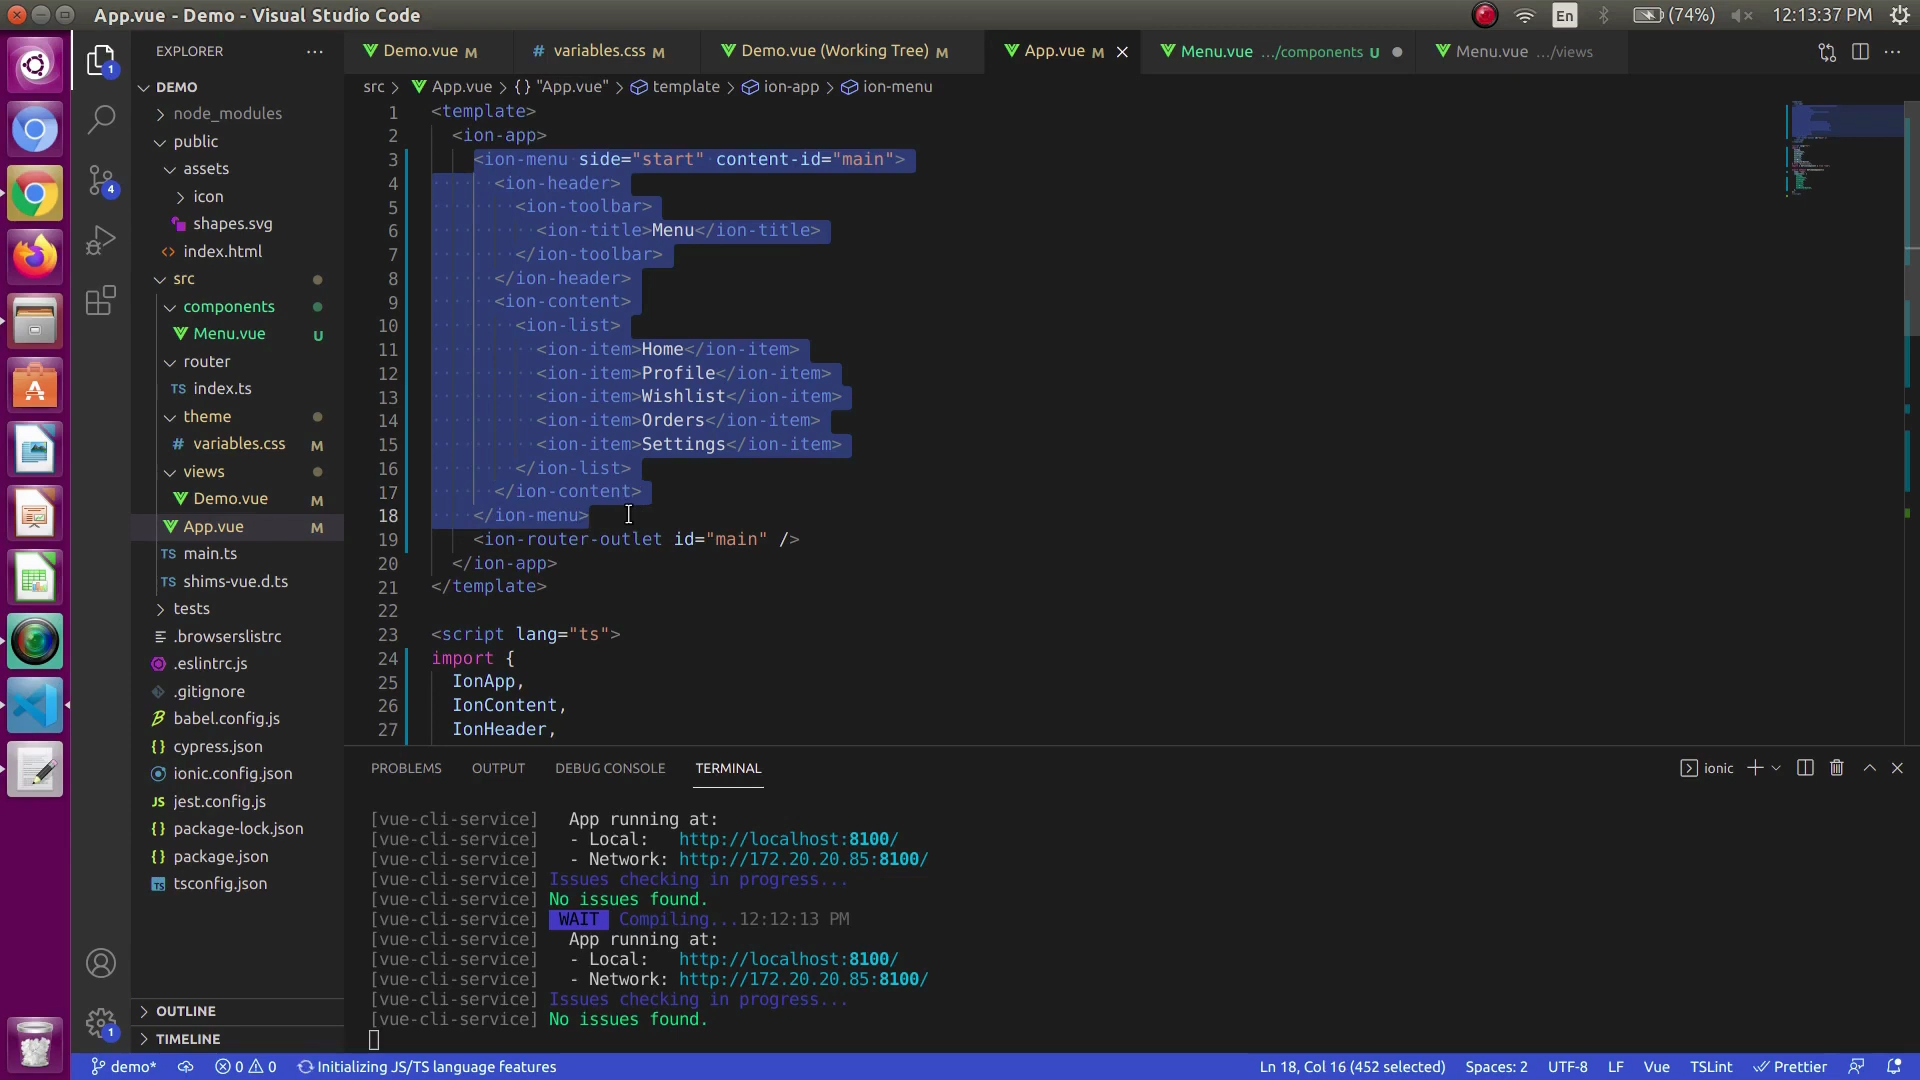 App.vue - Demo - Visual Studio Code
En
(74%)
12:13:37 PM
EXPLORER
1
4
DEMO
node_modules
public
assets
icon
shapes.svg
index.html
src
components
Menu.vue U
router
TS index.ts
theme
# variables.css M
views
Demo.vue M
App.vue M
TS main.ts
TS shims-vue.d.ts
tests
.browserslistrc
.eslintrc.js
.gitignore
babel.config.js
{} cypress.json
ionic.config.json
JS jest.config.js
{} package-lock.json
{} package.json
tsconfig.json
OUTLINE
TIMELINE
1
Demo.vue M
# variables.css M
Demo.vue (Working Tree) M
App.vue M
Menu.vue .../components U
Menu.vue .../views
src > App.vue > {} "App.vue" > template > ion-app > ion-menu
1 <template>
2 <ion-app>
3 <ion-menu side="start" content-id="main">
4 <ion-header>
5 <ion-toolbar>
6 <ion-title>Menu</ion-title>
7 </ion-toolbar>
8 </ion-header>
9 <ion-content>
10 <ion-list>
11 <ion-item>Home</ion-item>
12 <ion-item>Profile</ion-item>
13 <ion-item>Wishlist</ion-item>
14 <ion-item>Orders</ion-item>
15 <ion-item>Settings</ion-item>
16 </ion-list>
17 </ion-content>
18 </ion-menu>
19 <ion-router-outlet id="main" />
20 </ion-app>
21 </template>
22
23 <script lang="ts">
24 import {
25 IonApp,
26 IonContent,
27 IonHeader,
PROBLEMS OUTPUT DEBUG CONSOLE TERMINAL
ionic
[vue-cli-service] App running at:
[vue-cli-service] - Local: http://localhost:8100/
[vue-cli-service] - Network: http://172.20.20.85:8100/
[vue-cli-service] Issues checking in progress...
[vue-cli-service] No issues found.
[vue-cli-service] WAIT Compiling...12:12:13 PM
[vue-cli-service] App running at:
[vue-cli-service] - Local: http://localhost:8100/
[vue-cli-service] - Network: http://172.20.20.85:8100/
[vue-cli-service] Issues checking in progress...
[vue-cli-service] No issues found.
demo* 0 0 Initializing JS/TS language features
Ln 18, Col 16 (452 selected) Spaces: 2 UTF-8 LF Vue TSLint Prettier